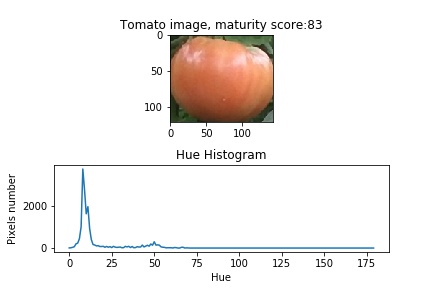 Tomato image, maturity score:83
0
50
100
0 50 100
Hue Histogram
Pixels number
2000
0
0 25 50 75 100 125 150 175
Hue